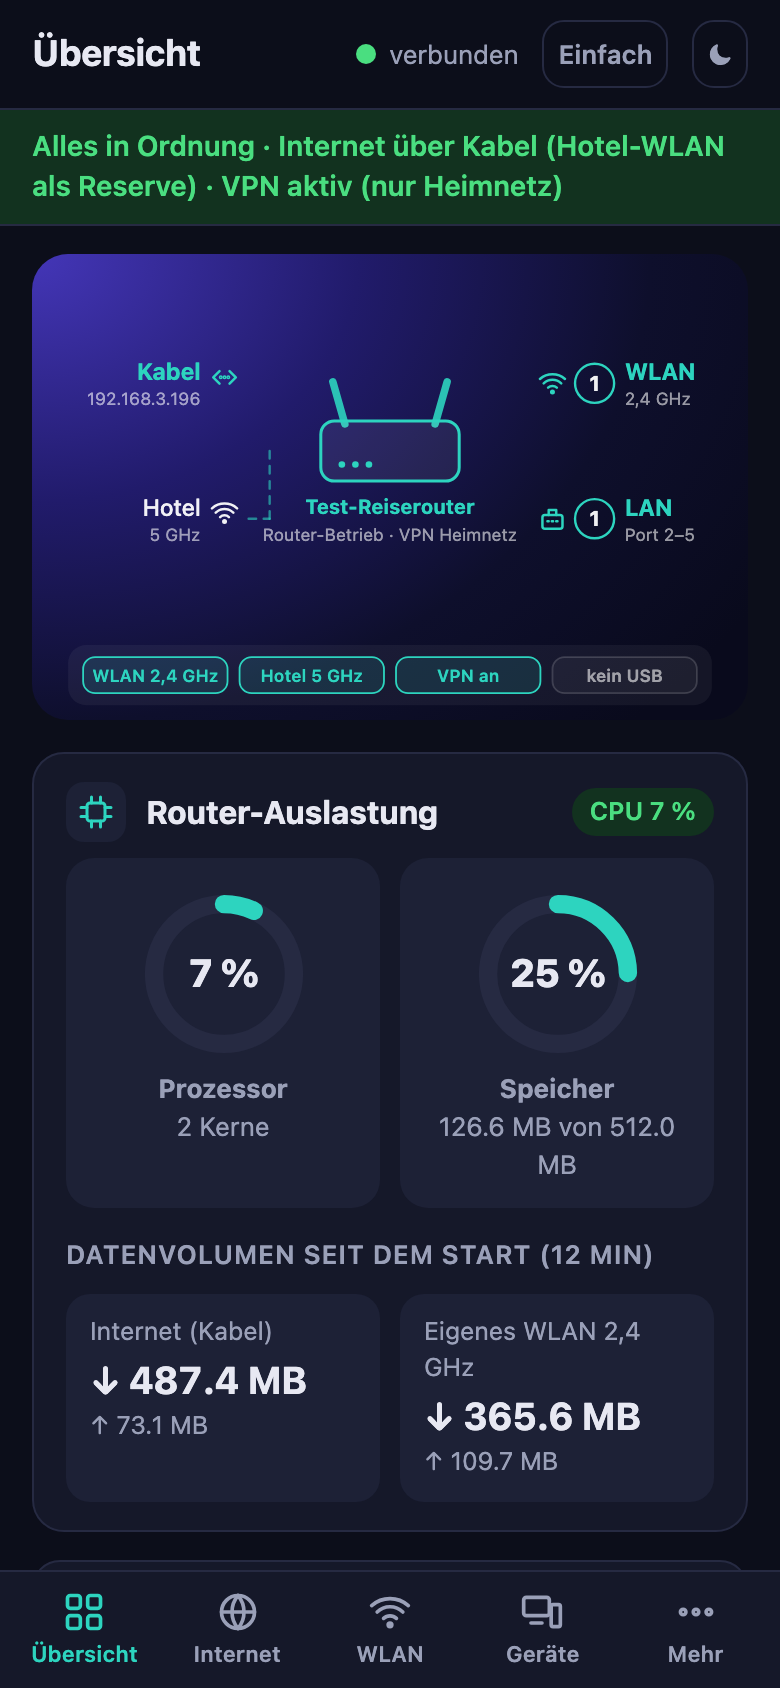 Übersicht
verbunden
Einfach
Alles in Ordnung · Internet über Kabel (Hotel-WLAN
als Reserve) · VPN aktiv (nur Heimnetz)
Kabel
192.168.3.196
1
WLAN
2,4 GHz
Hotel
5 GHz
Test-Reiserouter
Router-Betrieb · VPN Heimnetz
1
LAN
Port 2–5
WLAN 2,4 GHz
Hotel 5 GHz
VPN an
kein USB
Router-Auslastung
CPU 7 %
7 %
Prozessor
2 Kerne
25 %
Speicher
126.6 MB von 512.0
MB
DATENVOLUMEN SEIT DEM START (12 MIN)
Internet (Kabel)
↓ 487.4 MB
↑ 73.1 MB
Eigenes WLAN 2,4
GHz
↓ 365.6 MB
↑ 109.7 MB
Übersicht
Internet
WLAN
Geräte
Mehr